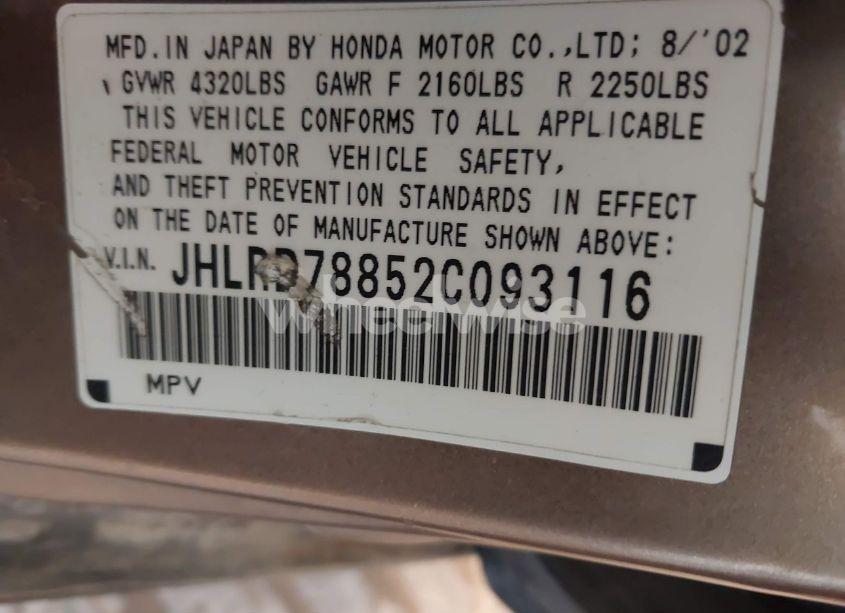 MFD.IN JAPAN BY HONDA MOTOR CO.,LTD; 8/'02
GVWR 4320LBS GAWR F 2160LBS R 2250LBS
THIS VEHICLE CONFORMS TO ALL APPLICABLE
FEDERAL MOTOR VEHICLE SAFETY,
AND THEFT PREVENTION STANDARDS IN EFFECT
ON THE DATE OF MANUFACTURE SHOWN ABOVE:
V.I.N. JHLRD78852C093116
wheelwise
MPV